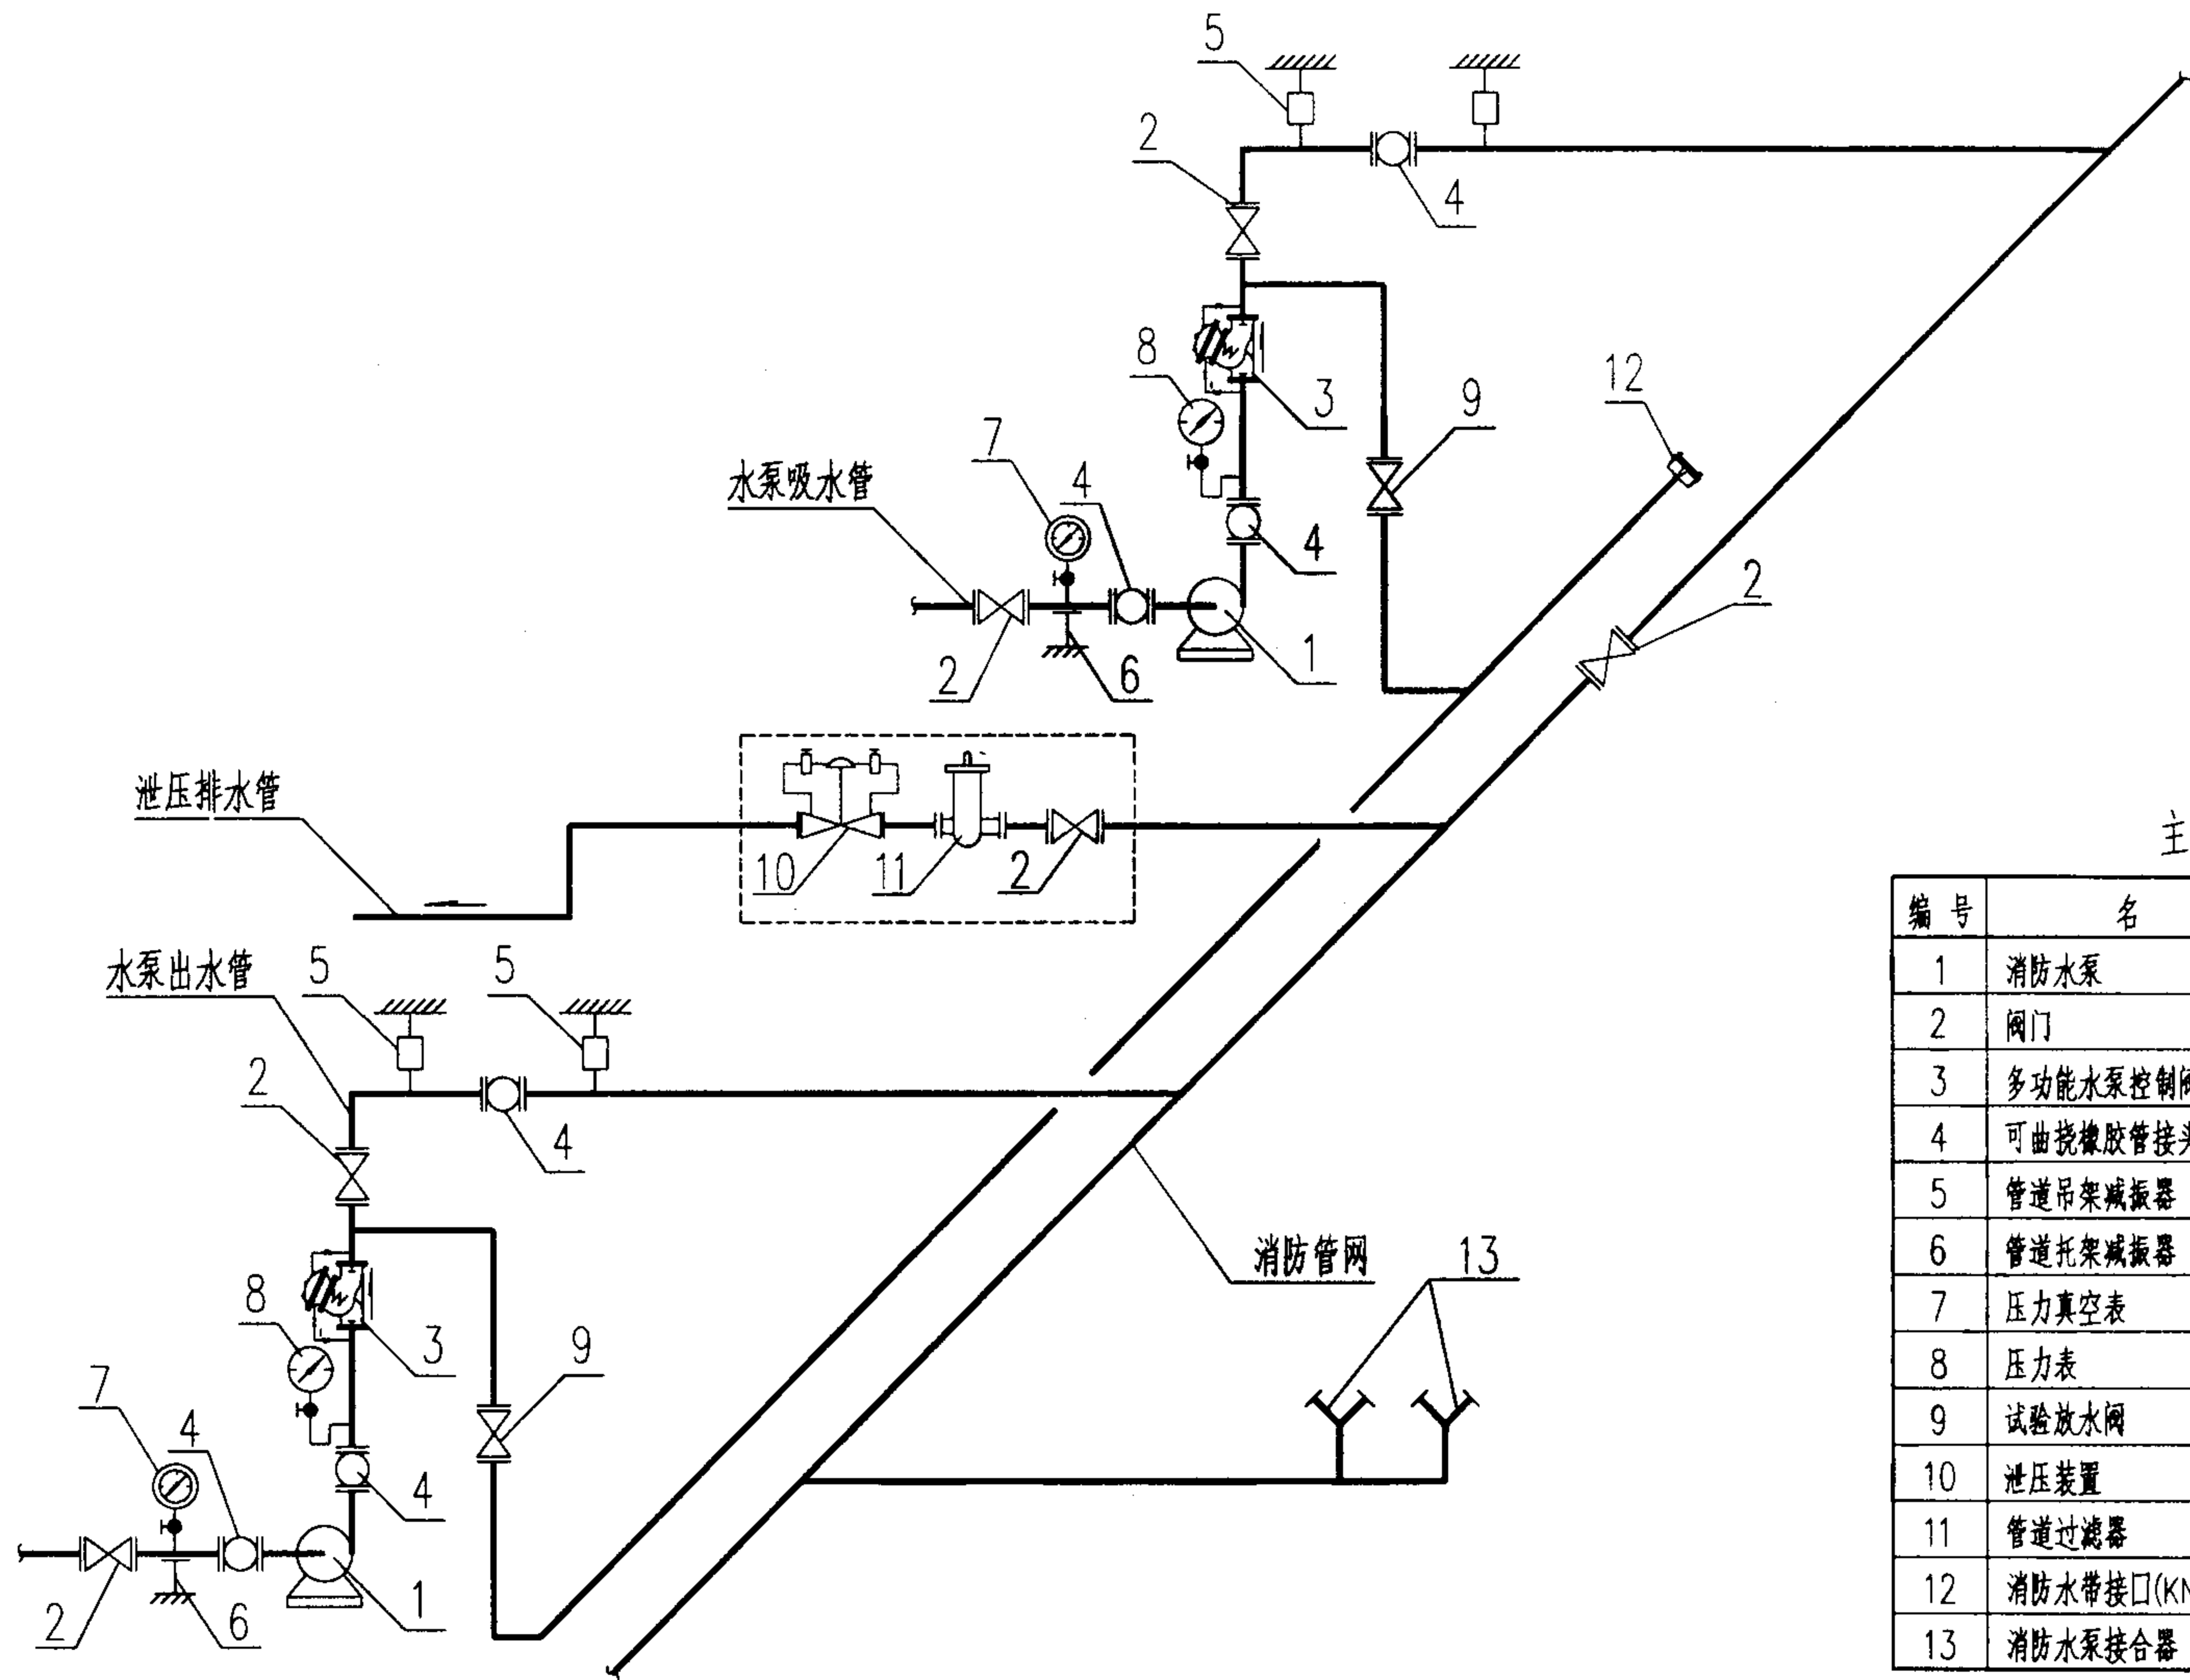 5
2
4
8
3
9
12
7
4
水泵吸水管
4
2
2
6
1
泄压排水管
10
11
2
主
水泵出水管
5
5
2
4
消防管网
13
8
3
9
7
4
4
2
6
1
编号 名
1 消防水泵
2 阀门
3 多功能水泵控制阀
4 可曲挠橡胶管接头
5 管道吊架减振器
6 管道托架减振器
7 压力真空表
8 压力表
9 试验放水阀
10 泄压装置
11 管道过滤器
12 消防水带接口(KN
13 消防水泵接合器